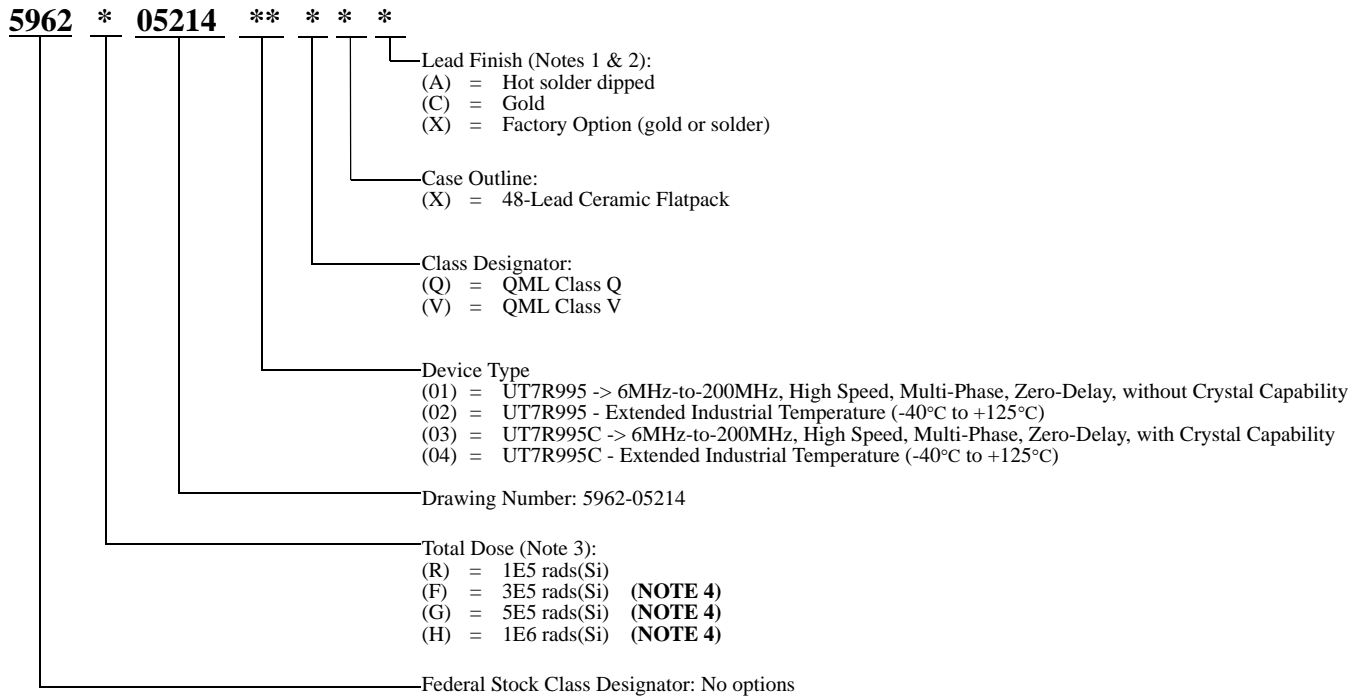 5962 * 05214 ** * * *
Lead Finish (Notes 1 & 2):
(A) = Hot solder dipped
(C) = Gold
(X) = Factory Option (gold or solder)
Case Outline:
(X) = 48-Lead Ceramic Flatpack
Class Designator:
(Q) = QML Class Q
(V) = QML Class V
Device Type
(01) = UT7R995 -> 6MHz-to-200MHz, High Speed, Multi-Phase, Zero-Delay, without Crystal Capability
(02) = UT7R995 - Extended Industrial Temperature (-40°C to +125°C)
(03) = UT7R995C -> 6MHz-to-200MHz, High Speed, Multi-Phase, Zero-Delay, with Crystal Capability
(04) = UT7R995C - Extended Industrial Temperature (-40°C to +125°C)
Drawing Number: 5962-05214
Total Dose (Note 3):
(R) = 1E5 rads(Si)
(F) = 3E5 rads(Si) (NOTE 4)
(G) = 5E5 rads(Si) (NOTE 4)
(H) = 1E6 rads(Si) (NOTE 4)
Federal Stock Class Designator: No options